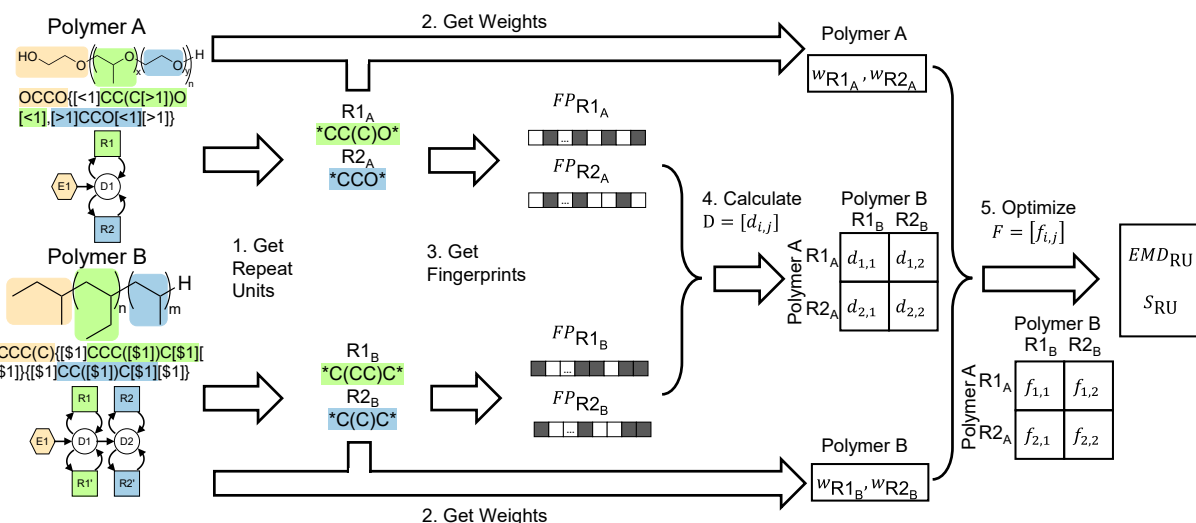 Polymer A
HO
O
O
O
H
x
y
n
OCCO{[<1]CC(C[>1])O
[<1],[>1]CCO[<1][>1]}
R1
E1
D1
R2
2. Get Weights
R1A
*CC(C)O*
R2A
*CCO*
FPR1A
...
FPR2A
...
Polymer A
wR1A, wR2A
1. Get
Repeat
Units
3. Get
Fingerprints
4. Calculate
D = [di,j]
Polymer B
R1B R2B
Polymer A
R1A d1,1 d1,2
R2A d2,1 d2,2
5. Optimize
F = [fi,j]
EMDRU
SRU
Polymer B
R1B R2B
Polymer A
R1A f1,1 f1,2
R2A f2,1 f2,2
Polymer B
H
n
m
CCC(C){[$1]CCC([$1])C[$1][
$1]}{[$1]CC([$1])C[$1][$1]}
R1 R2
E1 D1 D2
R1' R2'
R1B
*C(CC)C*
R2B
*C(C)C*
FPR1B
...
FPR2B
...
Polymer B
wR1B, wR2B
2. Get Weights